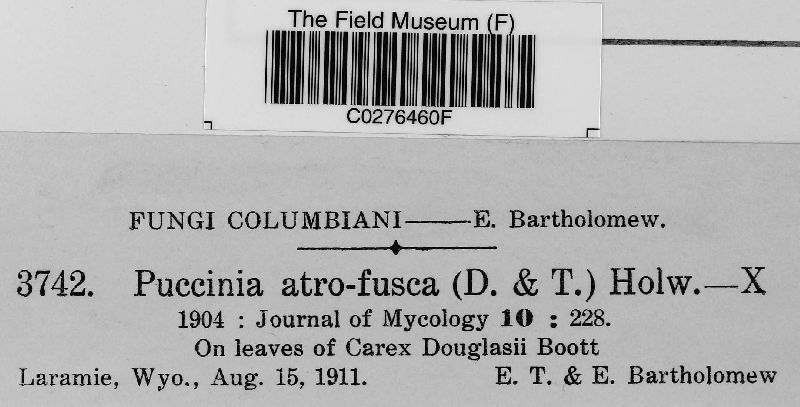 The Field Museum (F)
C0276460F
FUNGI COLUMBIANI——E. Bartholomew.
3742. Puccinia atro-fusca (D. & T.) Holw.—X
1904 : Journal of Mycology 10 : 228.
On leaves of Carex Douglasii Boott
Laramie, Wyo., Aug. 15, 1911. E. T. & E. Bartholomew